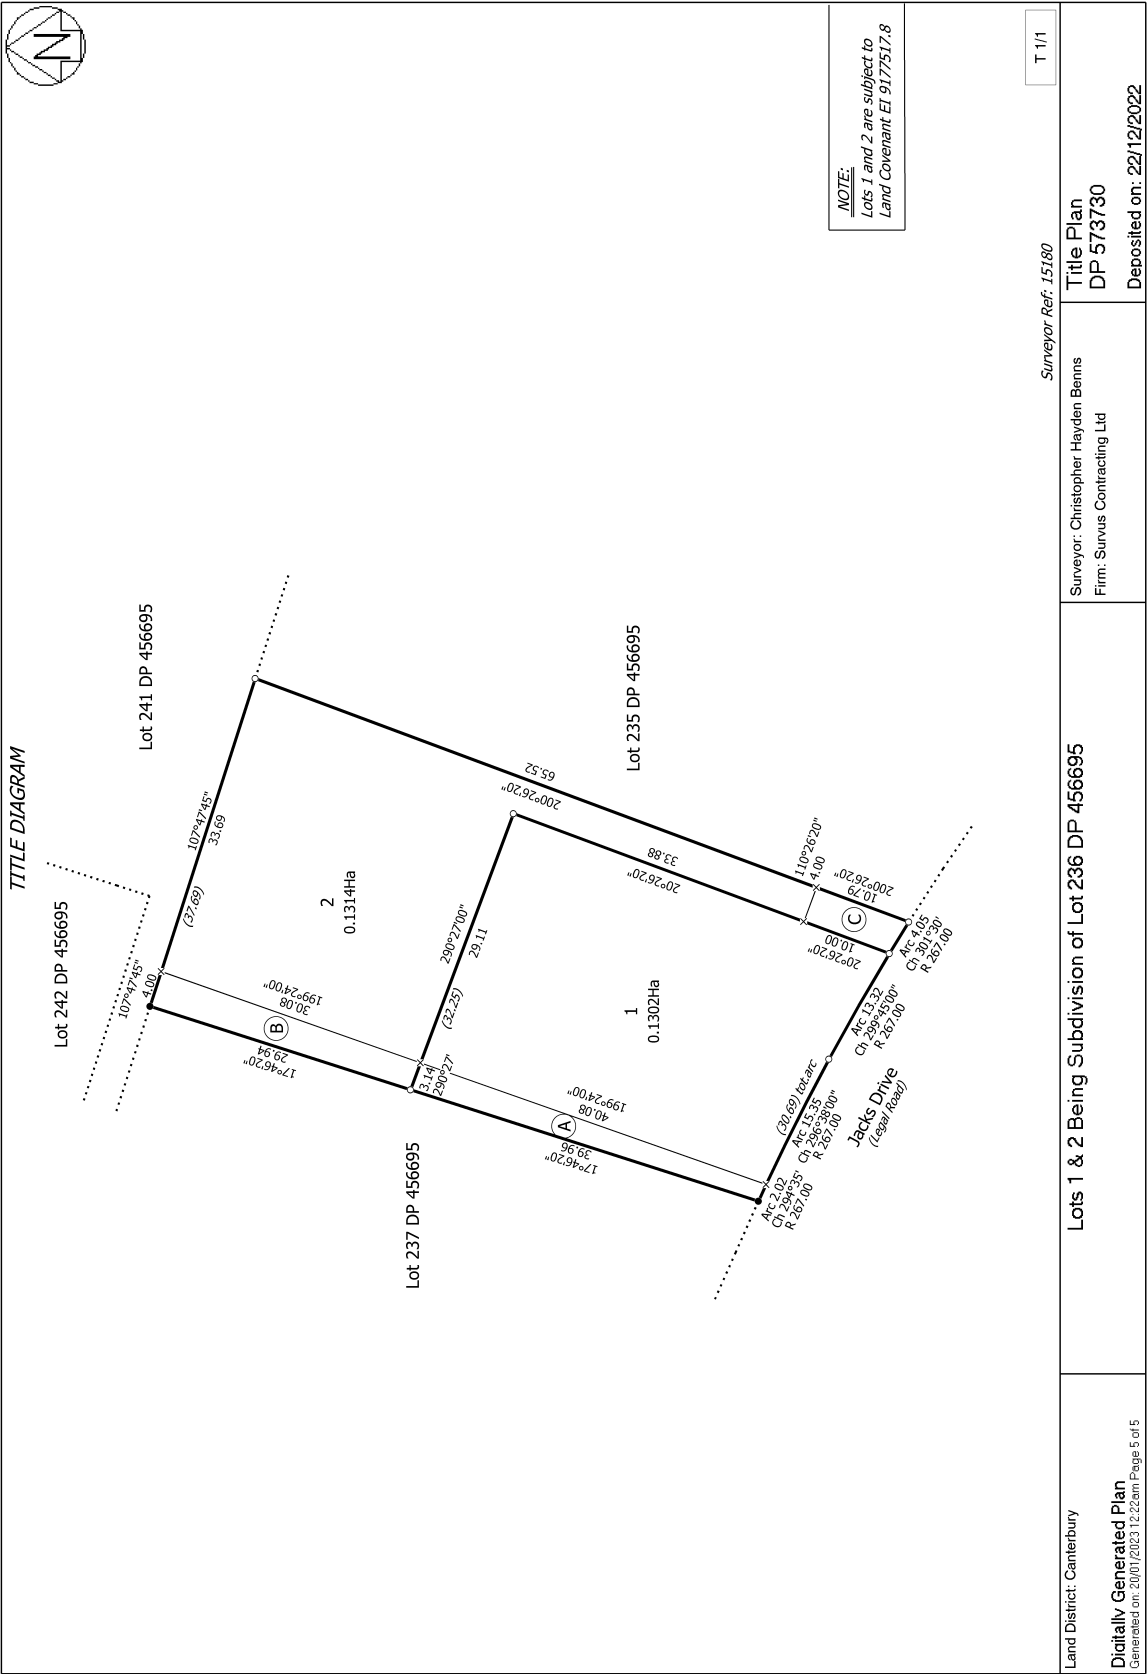 TITLE DIAGRAM
N
Lot 242 DP 456695
Lot 241 DP 456695
107°47'45"
4.00
107°47'45"
33.69
(37.69)
2
0.1314Ha
B
17°46'20"
29.94
199°24'00"
30.08
290°27'00"
29.11
(32.25)
3.14
290°27'
Lot 237 DP 456695
Lot 235 DP 456695
200°26'20"
65.52
20°26'20"
33.88
1
0.1302Ha
A
17°46'20"
39.96
199°24'00"
40.08
110°26'20"
4.00
C
20°26'20"
10.00
200°26'20"
10.79
Arc 2.02
Ch 294°35'
R 267.00
(30.69) tot.arc
Arc 15.35
Ch 296°38'00"
R 267.00
Arc 13.32
Ch 299°45'00"
R 267.00
Arc 4.05
Ch 301°30'
R 267.00
Jacks Drive
(Legal Road)
NOTE:
Lots 1 and 2 are subject to
Land Covenant EI 9177517.8
Surveyor Ref: 15180
T 1/1
Land District: Canterbury
Digitally Generated Plan
Generated on: 20/01/2023 12:22am Page 5 of 5
Lots 1 & 2 Being Subdivision of Lot 236 DP 456695
Surveyor: Christopher Hayden Benns
Firm: Survus Contracting Ltd
Title Plan
DP 573730
Deposited on: 22/12/2022